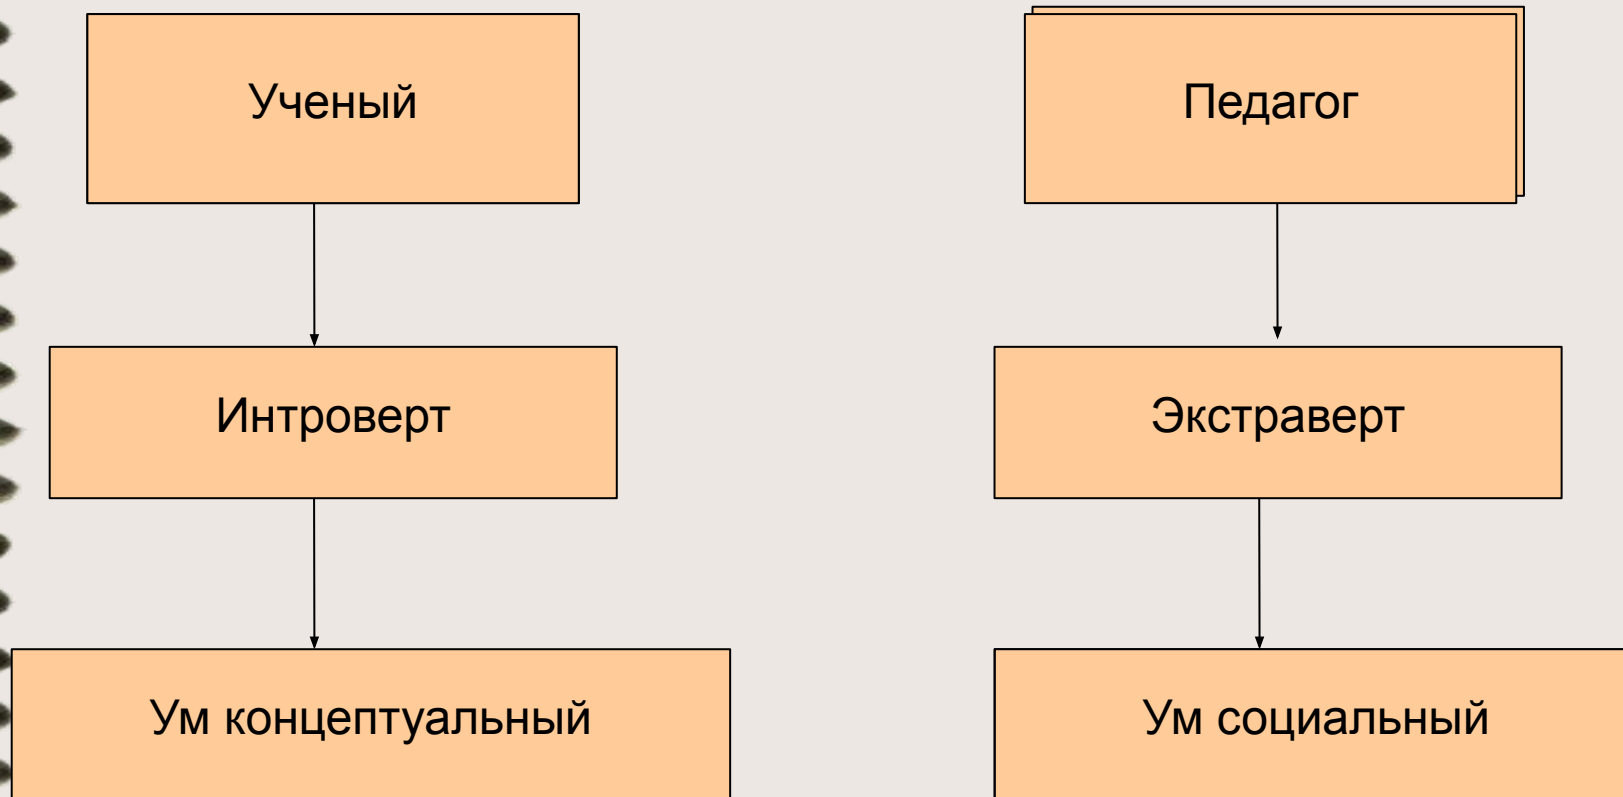 Ученый
Педагог
Интроверт
Экстраверт
Ум концептуальный
Ум социальный